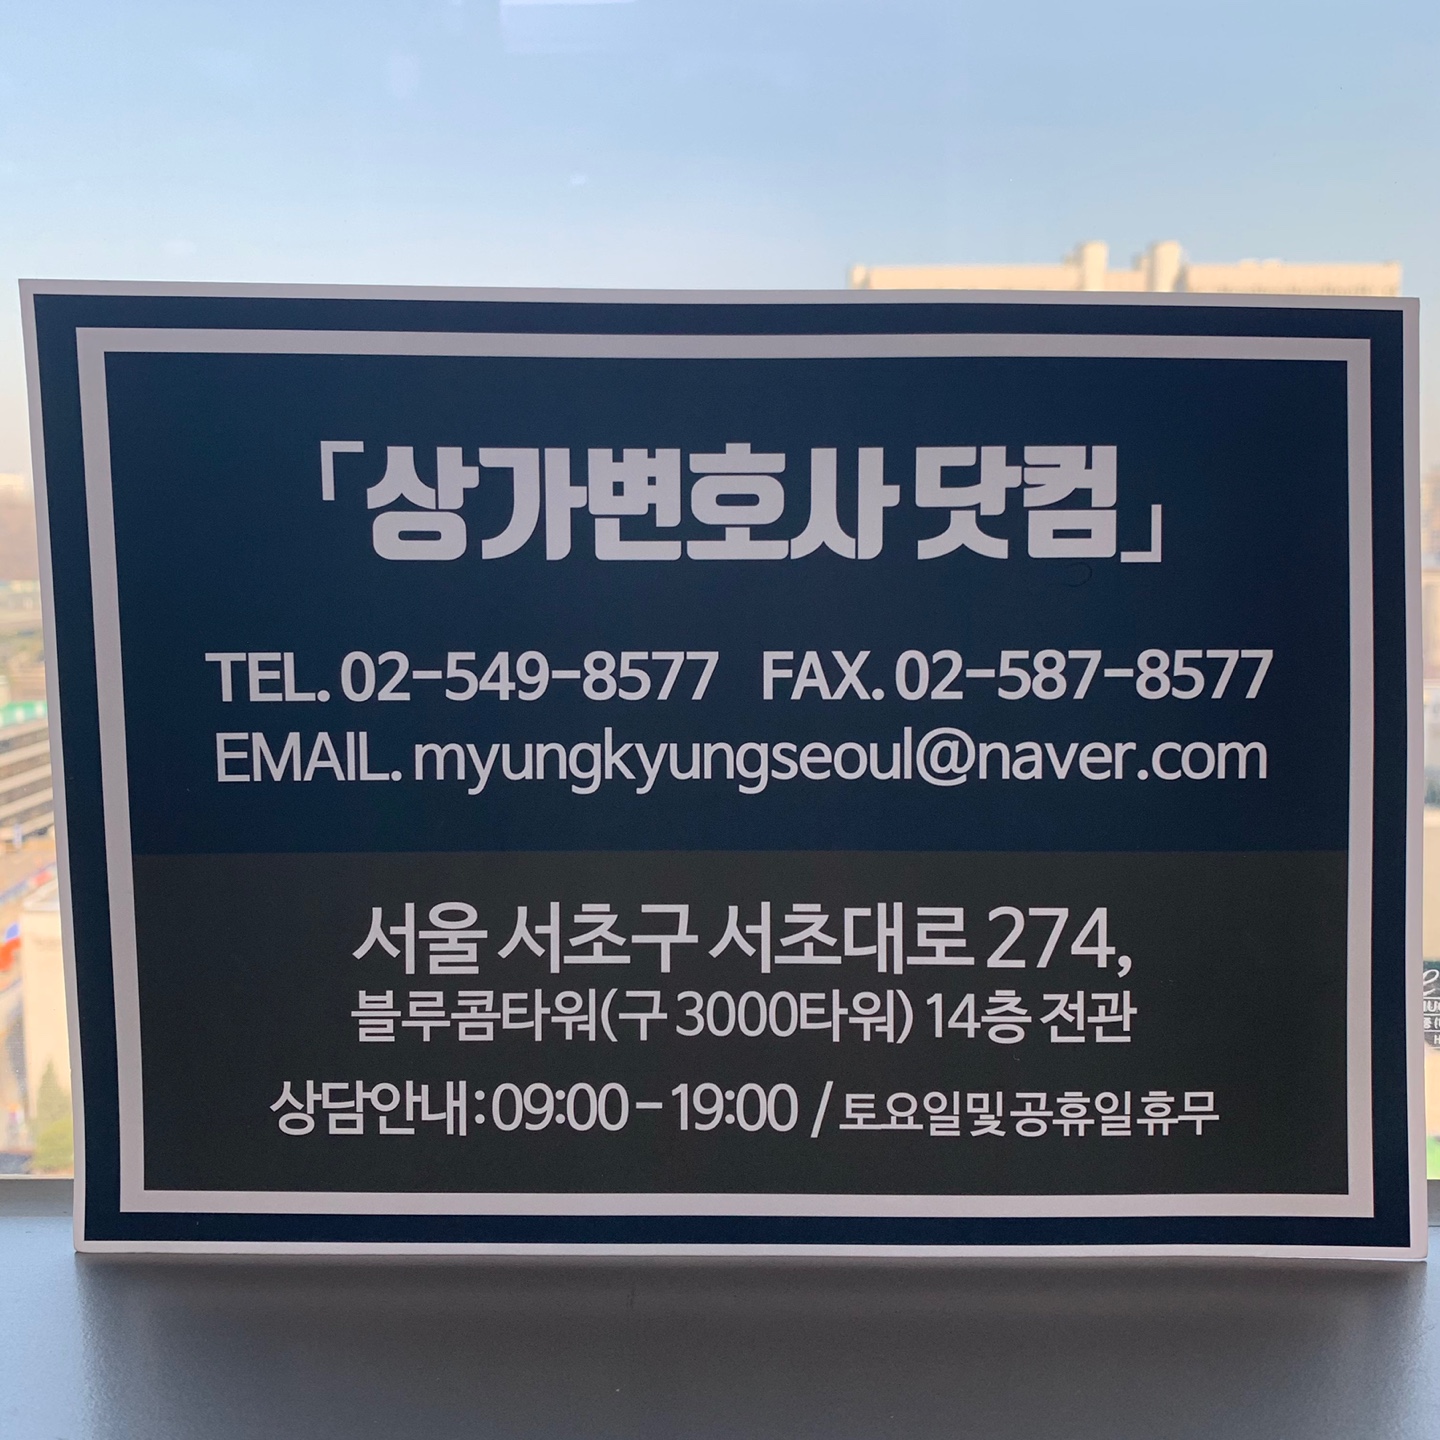 「상가변호사 닷컴」
TEL. 02-549-8577 FAX. 02-587-8577
EMAIL. myungkyungseoul@naver.com
서울 서초구 서초대로 274,
블루콤타워(구 3000타워) 14층 전관
상담안내 : 09:00 - 19:00 / 토요일 및 공휴일 휴무